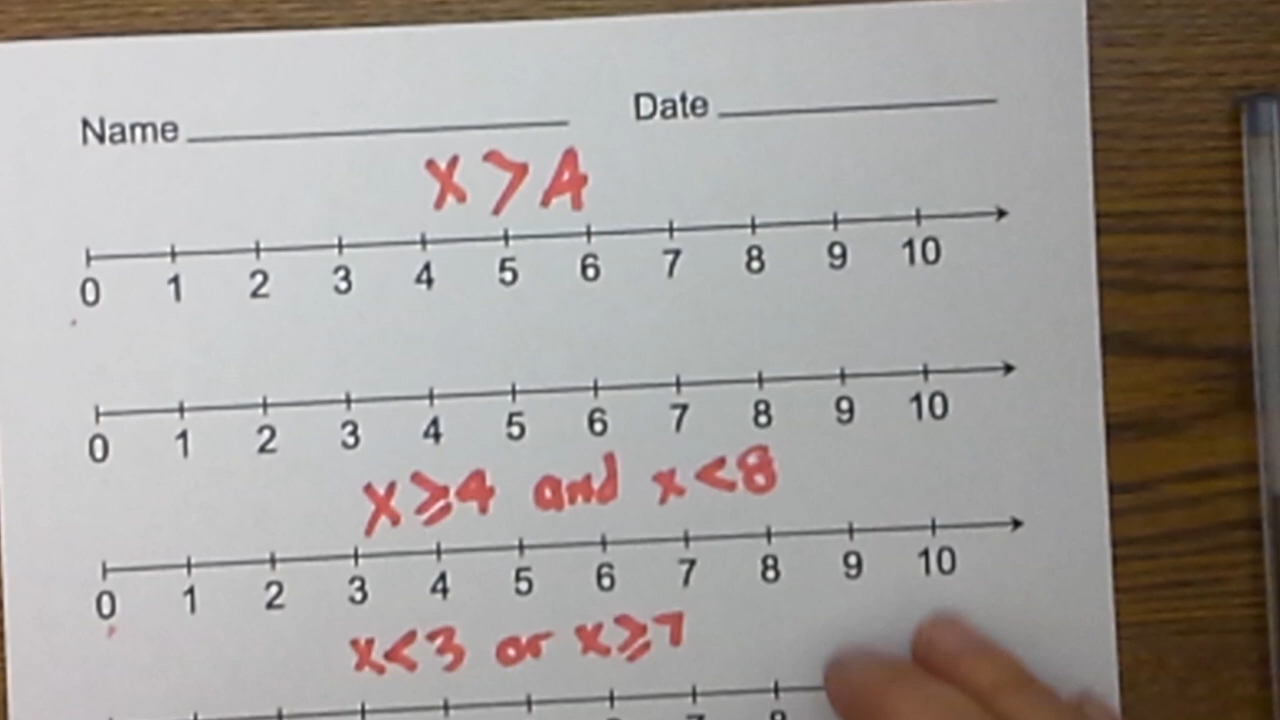 Name Date
x > 4
0 1 2 3 4 5 6 7 8 9 10
0 1 2 3 4 5 6 7 8 9 10
x ≥ 4 and x < 8
0 1 2 3 4 5 6 7 8 9 10
x < 3 or x ≥ 7